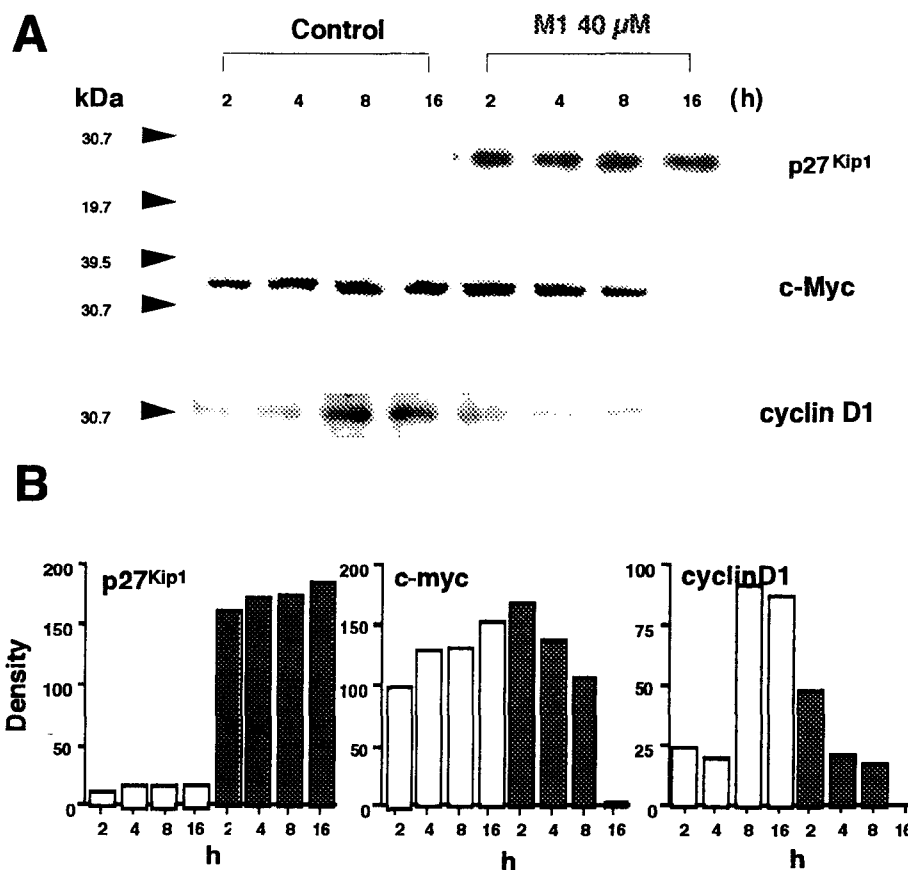 A
Control
M1 40 µM
kDa
2 4 8 16 2 4 8 16 (h)
30.7
p27Kip1
19.7
39.5
c-Myc
30.7
30.7
cyclin D1
B
Density
200
150
100
50
0
p27Kip1
2 4 8 16 2 4 8 16
h
200
150
100
50
0
c-myc
2 4 8 16 2 4 8 16
h
100
75
50
25
0
cyclinD1
2 4 8 16 2 4 8 16
h